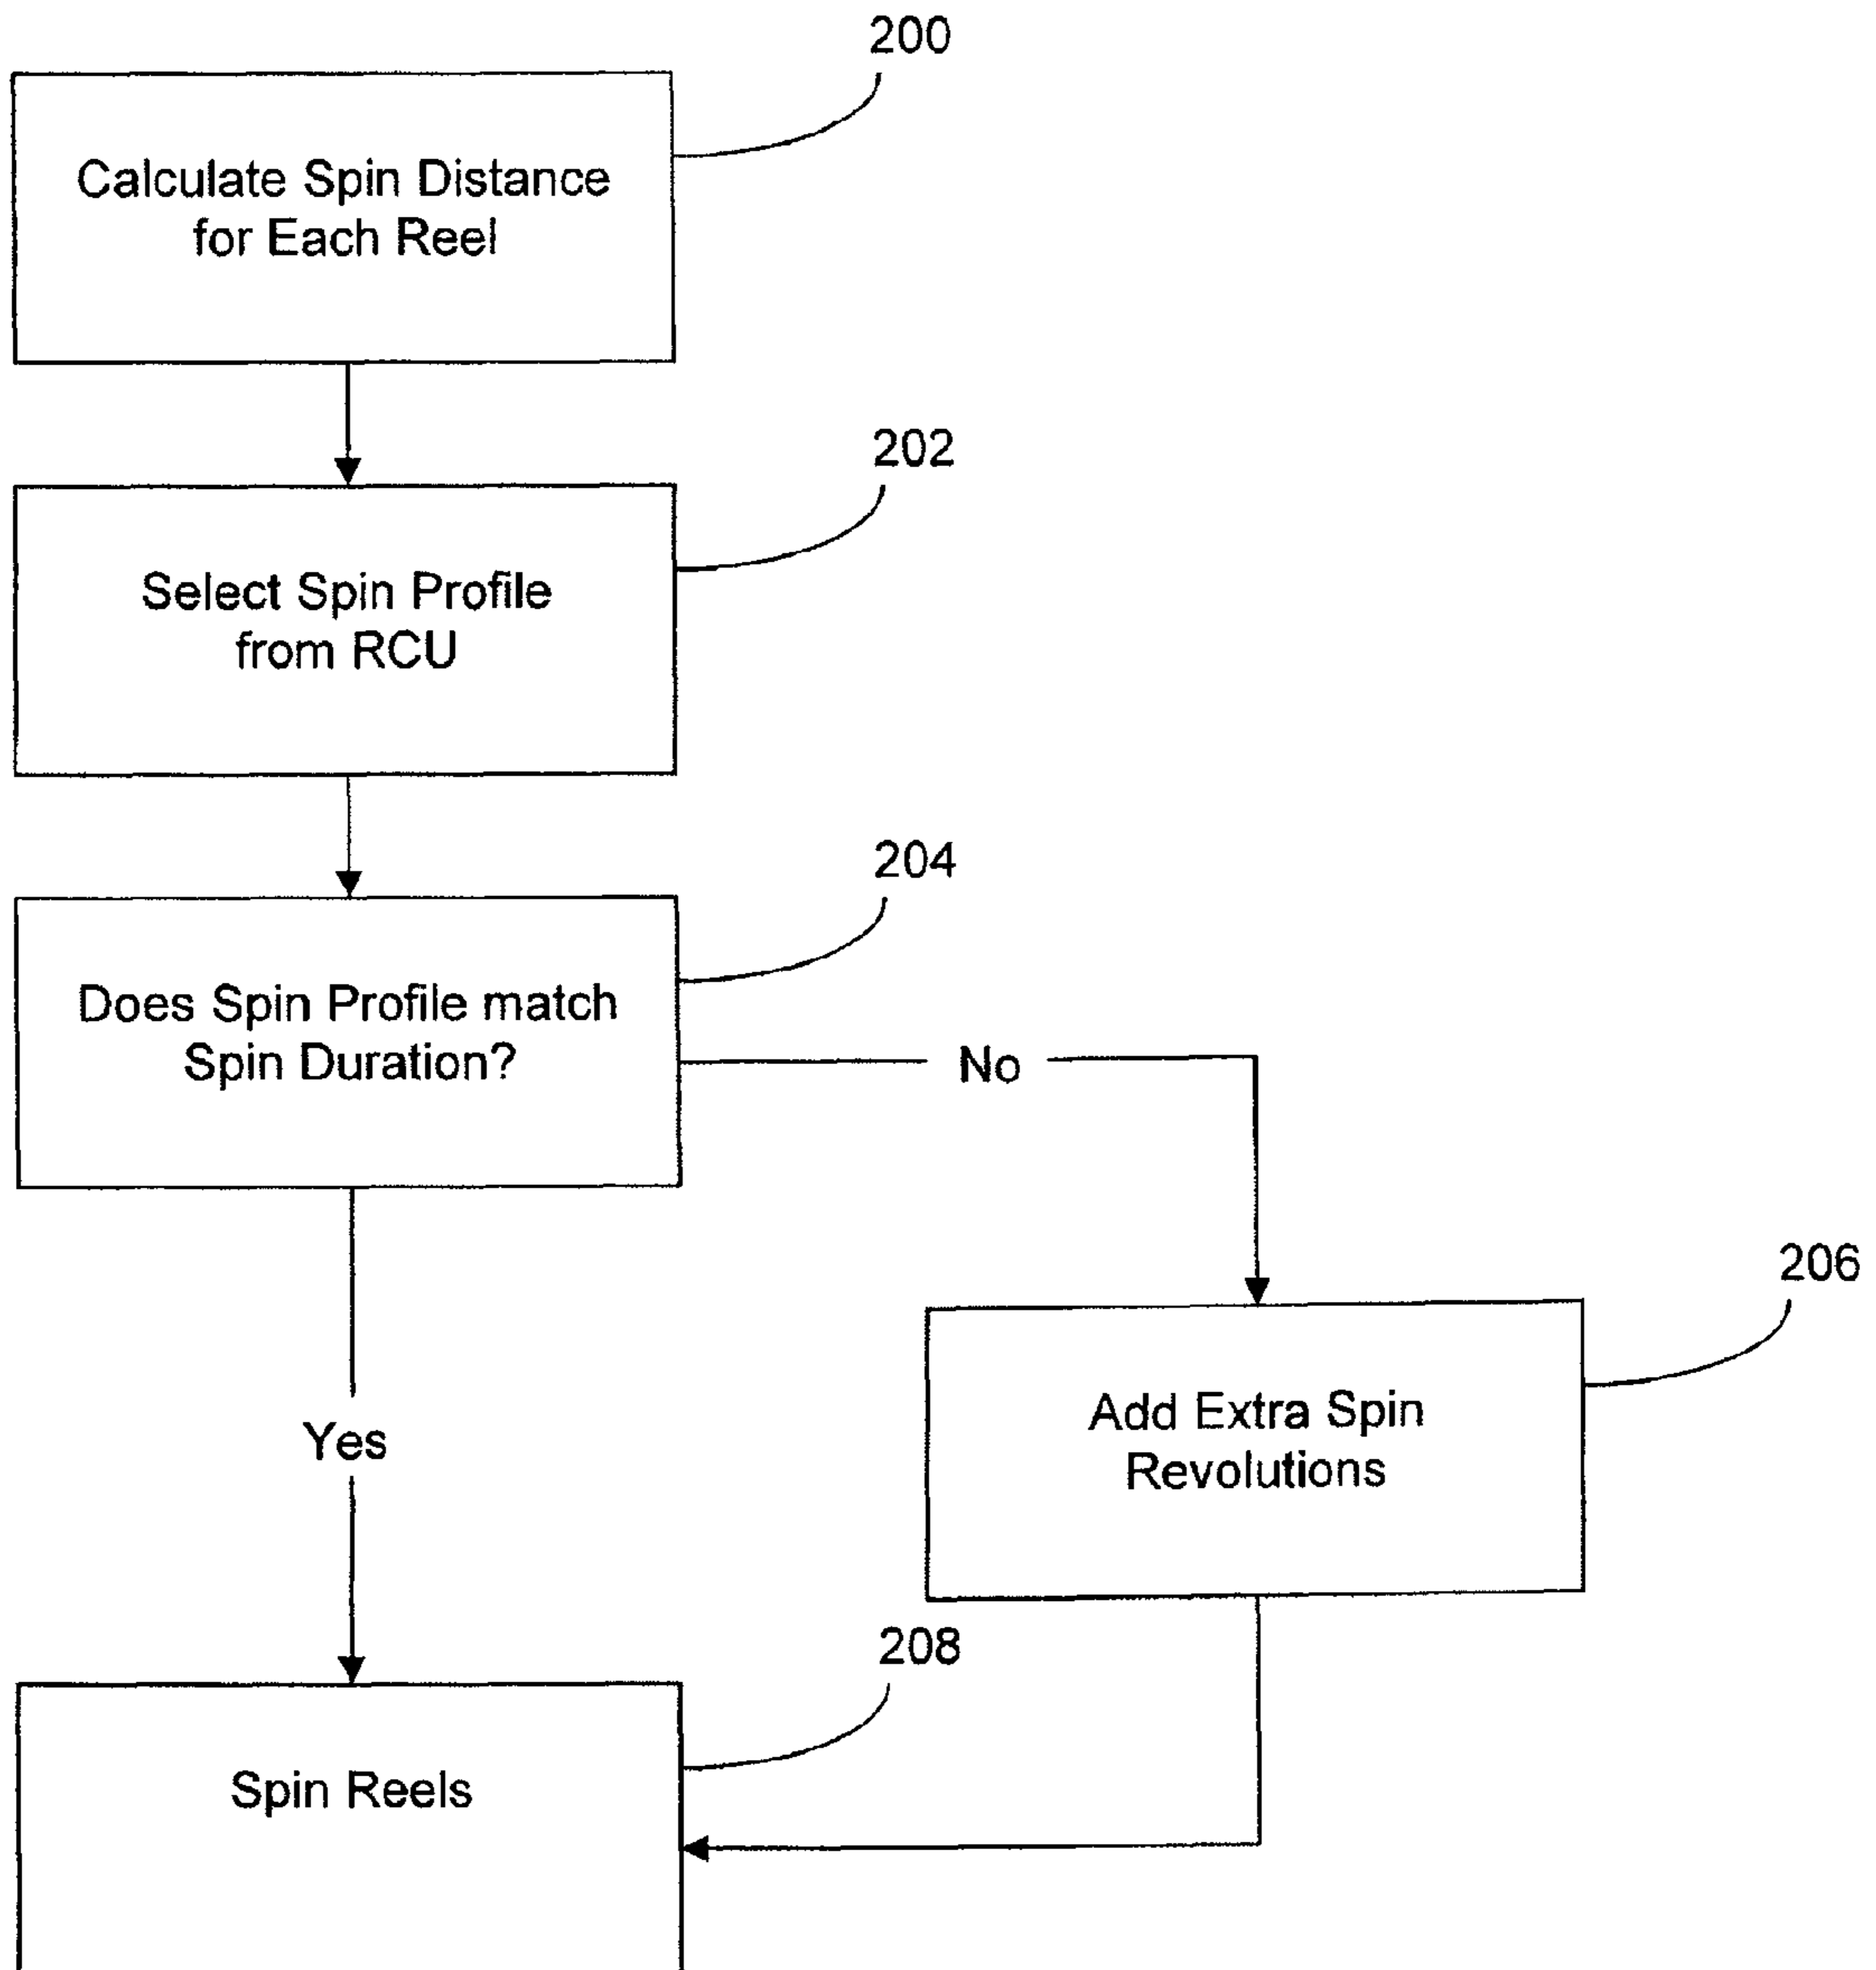 200
Calculate Spin Distance
for Each Reel
202
Select Spin Profile
from RCU
204
Does Spin Profile match
Spin Duration?
No
206
Add Extra Spin
Revolutions
Yes
208
Spin Reels